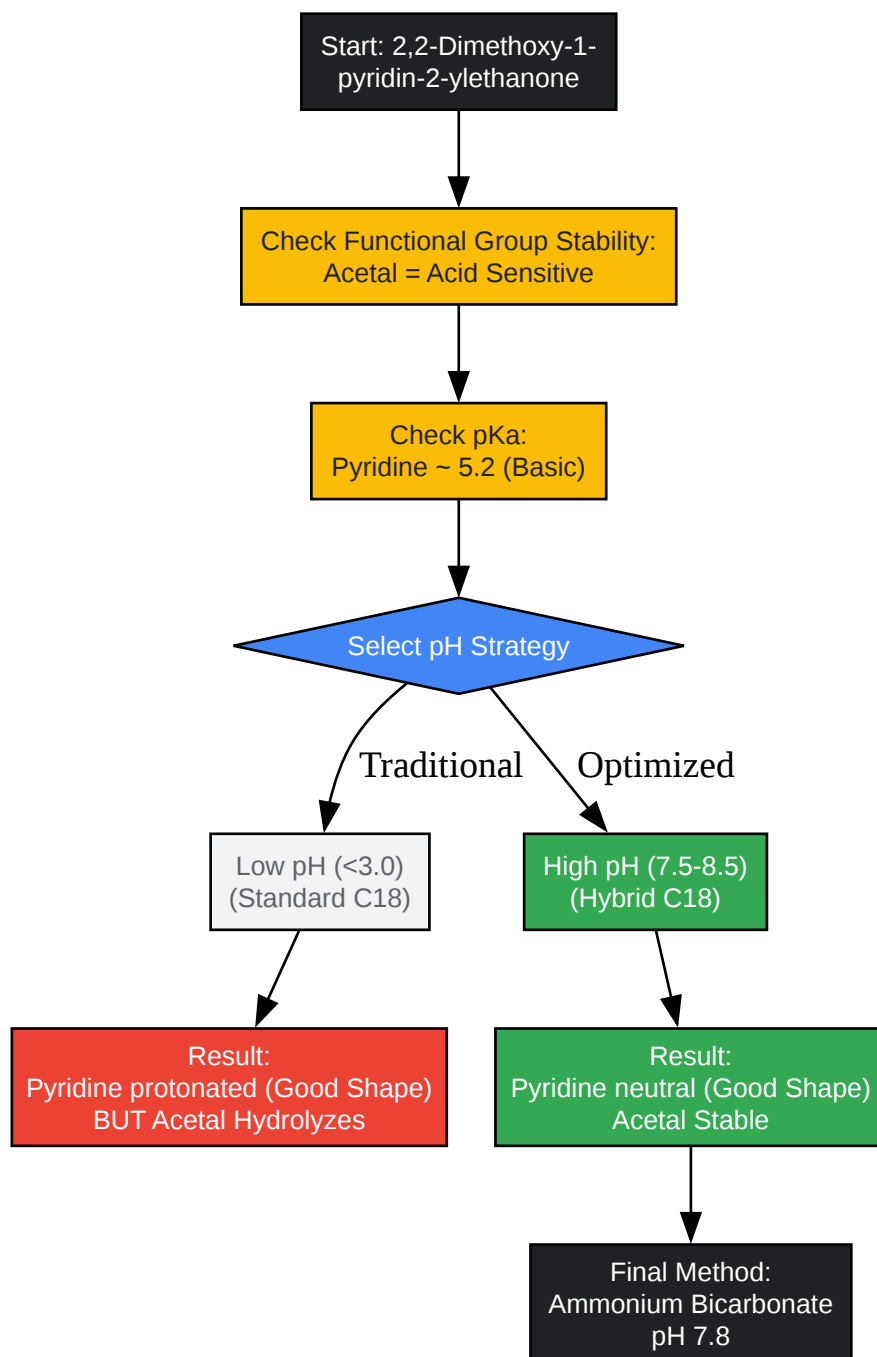 Start: 2,2-Dimethoxy-1-
pyridin-2-ylethanone
Check Functional Group Stability:
Acetal = Acid Sensitive
Check pKa:
Pyridine ~ 5.2 (Basic)
Select pH Strategy
Traditional
Optimized
Low pH (<3.0)
(Standard C18)
High pH (7.5-8.5)
(Hybrid C18)
Result:
Pyridine protonated (Good Shape)
BUT Acetal Hydrolyzes
Result:
Pyridine neutral (Good Shape)
Acetal Stable
Final Method:
Ammonium Bicarbonate
pH 7.8